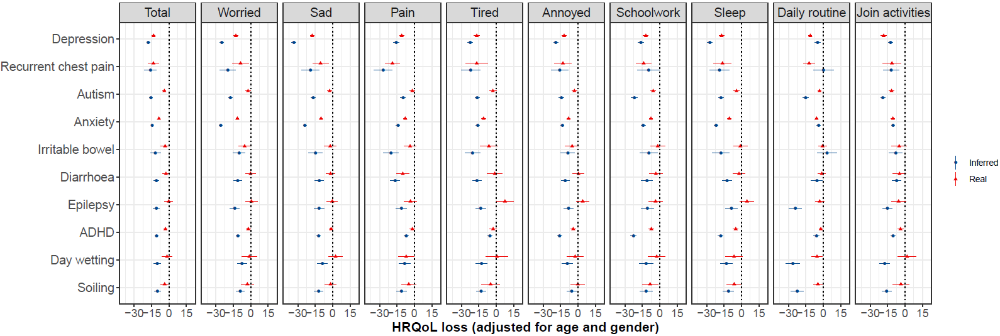 Total Worried Sad Pain Tired Annoyed Schoolwork Sleep Daily routine Join activities
Depression
Recurrent chest pain
Autism
Anxiety
Irritable bowel
Diarrhoea
Epilepsy
ADHD
Day wetting
Soiling
Inferred
Real
-30 -15 0 15 -30 -15 0 15 -30 -15 0 15 -30 -15 0 15 -30 -15 0 15 -30 -15 0 15 -30 -15 0 15 -30 -15 0 15 -30 -15 0 15 -30 -15 0 15
HRQoL loss (adjusted for age and gender)